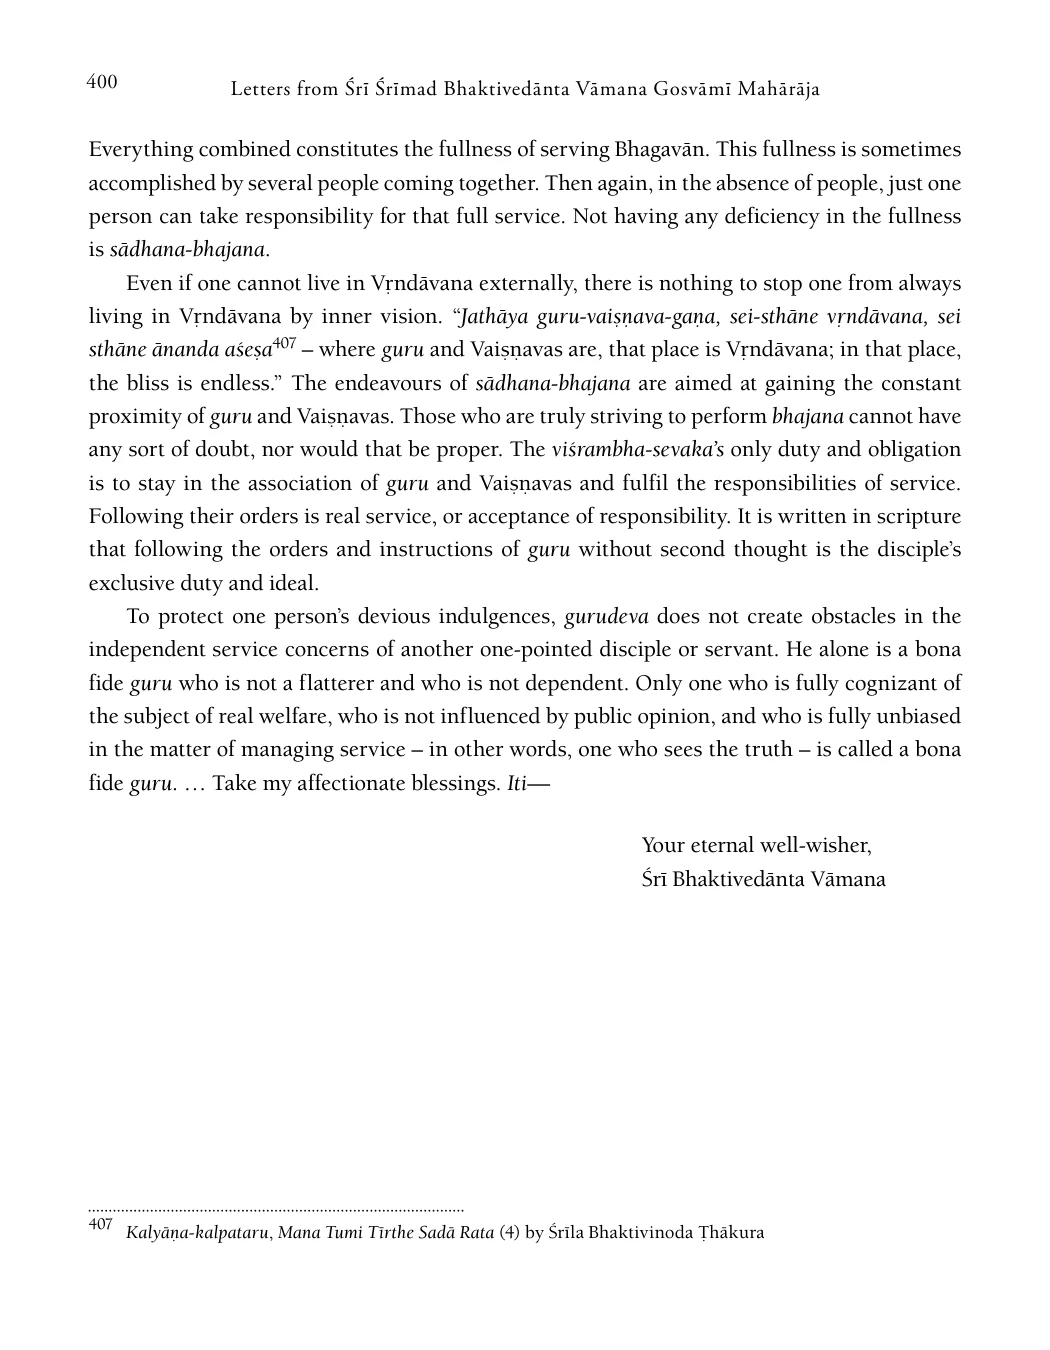 400
Letters from Śrī Śrīmad Bhaktivedānta Vāmana Gosvāmī Mahārāja
Everything combined constitutes the fullness of serving Bhagavān. This fullness is sometimes
accomplished by several people coming together. Then again, in the absence of people, just one
person can take responsibility for that full service. Not having any deficiency in the fullness
is sādhana-bhajana.
Even if one cannot live in Vṛndāvana externally, there is nothing to stop one from always
living in Vṛndāvana by inner vision. “Jathāya guru-vaiṣṇava-gaṇa, sei-sthāne vṛndāvana, sei
sthāne ānanda aśeṣa407 – where guru and Vaiṣṇavas are, that place is Vṛndāvana; in that place,
the bliss is endless.” The endeavours of sādhana-bhajana are aimed at gaining the constant
proximity of guru and Vaiṣṇavas. Those who are truly striving to perform bhajana cannot have
any sort of doubt, nor would that be proper. The viśrambha-sevaka’s only duty and obligation
is to stay in the association of guru and Vaiṣṇavas and fulfil the responsibilities of service.
Following their orders is real service, or acceptance of responsibility. It is written in scripture
that following the orders and instructions of guru without second thought is the disciple’s
exclusive duty and ideal.
To protect one person’s devious indulgences, gurudeva does not create obstacles in the
independent service concerns of another one-pointed disciple or servant. He alone is a bona
fide guru who is not a flatterer and who is not dependent. Only one who is fully cognizant of
the subject of real welfare, who is not influenced by public opinion, and who is fully unbiased
in the matter of managing service – in other words, one who sees the truth – is called a bona
fide guru. … Take my affectionate blessings. Iti—
Your eternal well-wisher,
Śrī Bhaktivedānta Vāmana
407 Kalyāṇa-kalpataru, Mana Tumi Tīrthe Sadā Rata (4) by Śrīla Bhaktivinoda Ṭhākura